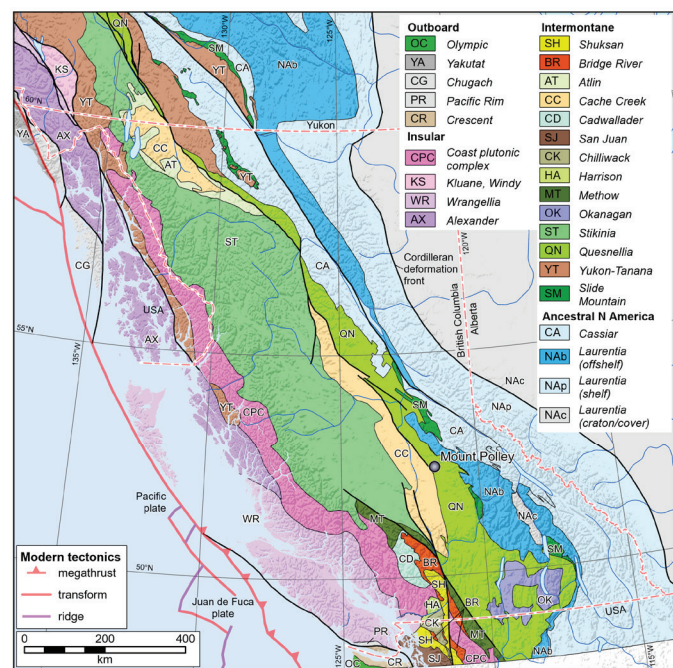 Outboard
OC Olympic
YA Yakutat
CG Chugach
PR Pacific Rim
CR Crescent
Insular
CPC Coast plutonic
complex
KS Kluane, Windy
WR Wrangellia
AX Alexander
Intermontane
SH Shuksan
BR Bridge River
AT Atlin
CC Cache Creek
CD Cadwallader
SJ San Juan
CK Chilliwack
HA Harrison
MT Methow
OK Okanagan
ST Stikinia
QN Quesnellia
YT Yukon-Tanana
SM Slide
Mountain
Ancestral N America
CA Cassiar
NAb Laurentia
(offshelf)
NAp Laurentia
(shelf)
NAc Laurentia
(craton/cover)
130°W
125°W
QN
SM
CA
YT
NAb
KS
YT
60°N
AX
YA
Yukon
CC
AT
YT
ST
CG
CA
Cordilleran
deformation
front
120°W
British Columbia
Alberta
USA
55°N
135°W
AX
QN
NAc
NAp
YT
CPC
SM
CA
CC
Mount Polley
NAb
QN
NAc
Pacific
plate
WR
MT
SM
BR
CD
50°N
SH
BR
OK
USA
Juan de Fuca
plate
HA
CK
MT
PR
SH
NAb
125°W
OC
CR
SJ
CPC
115°W
Modern tectonics
megathrust
transform
ridge
0 200 400
km